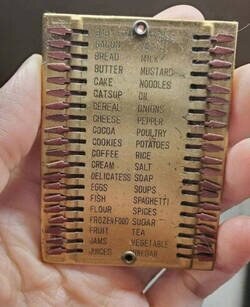 BACON
BREAD MILK
BUTTER MUSTARD
CAKE NOODLES
CATSUP OIL
CEREAL ONIONS
CHEESE PEPPER
COCOA POULTRY
COOKIES POTATOES
COFFEE RICE
CREAM SALT
DELICATESS SOAP
EGGS SOUPS
FISH SPAGHETTI
FLOUR SPICES
FROZEN FOOD SUGAR
FRUIT TEA
JAMS VEGETABLE
JUICES VINEGAR